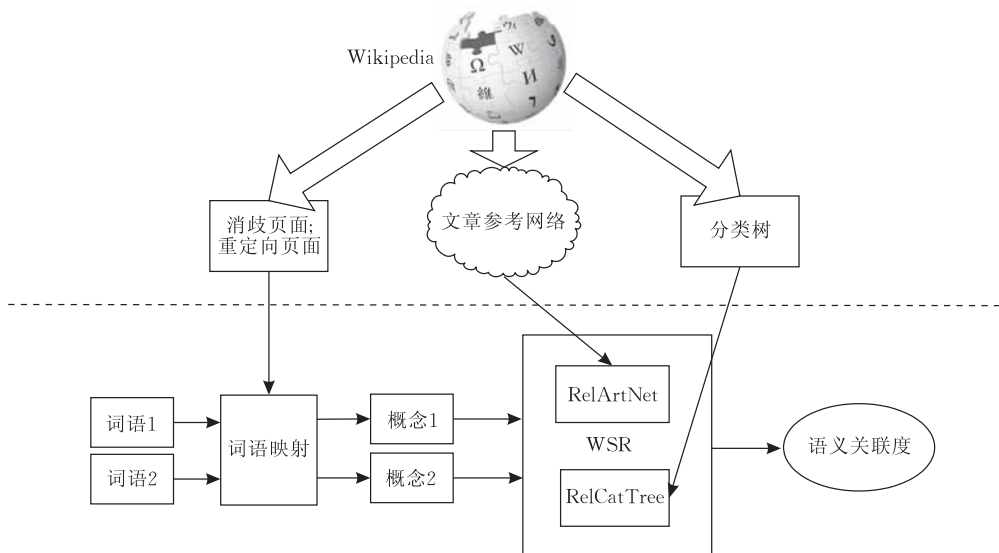 Wikipedia
Ω
W
И
維
消歧页面;
重定向页面
文章参考网络
分类树
词语1
词语2
词语映射
概念1
概念2
RelArtNet
WSR
RelCatTree
语义关联度